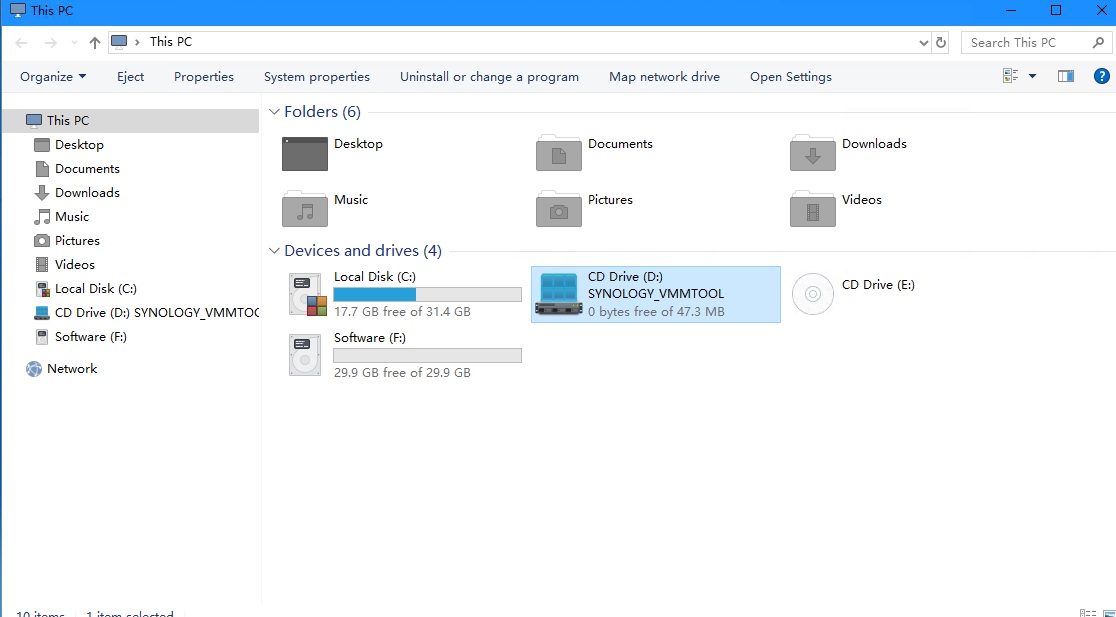 This PC
This PC
Search This PC
Organize
Eject
Properties
System properties
Uninstall or change a program
Map network drive
Open Settings
?
This PC
Desktop
Documents
Downloads
Music
Pictures
Videos
Local Disk (C:)
CD Drive (D:) SYNOLOGY_VMMTOO
Software (F:)
Network
Folders (6)
Desktop
Documents
Downloads
Music
Pictures
Videos
Devices and drives (4)
Local Disk (C:)
17.7 GB free of 31.4 GB
CD Drive (D:)
SYNOLOGY_VMMTOOL
0 bytes free of 47.3 MB
CD Drive (E:)
Software (F:)
29.9 GB free of 29.9 GB
10 items
1 item selected